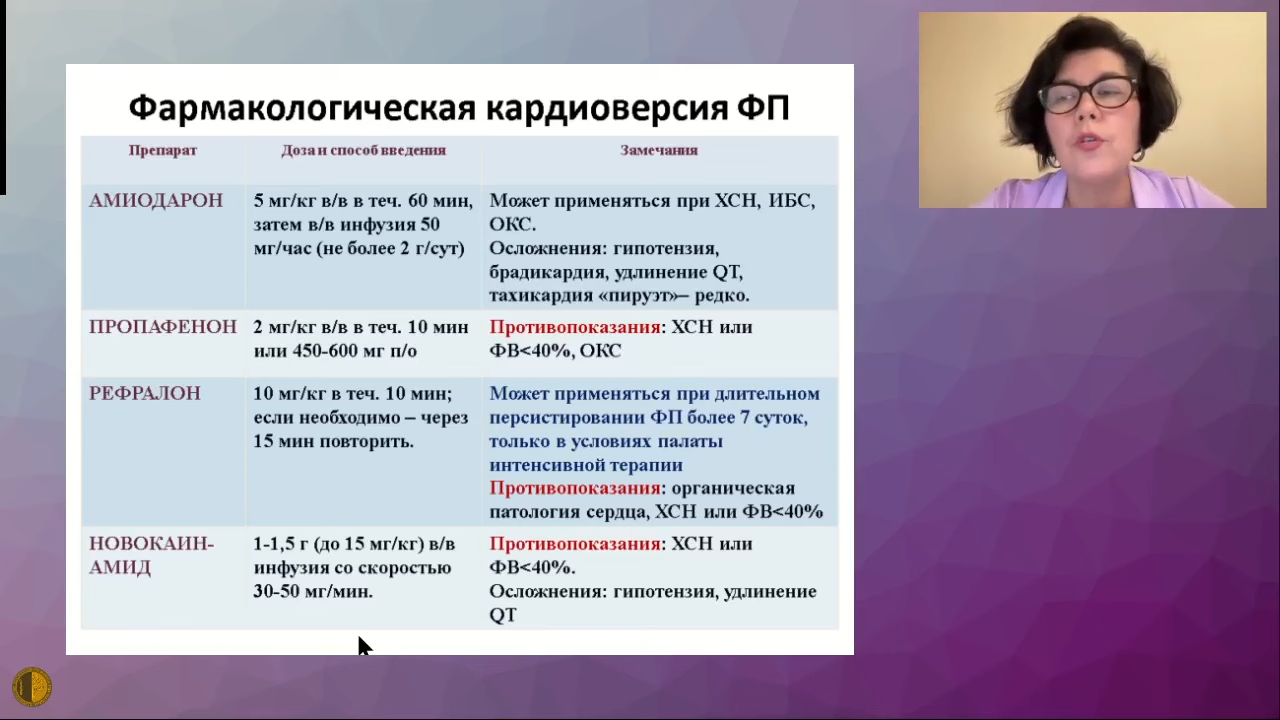 Фармакологическая кардиоверсия ФП
Препарат
Доза и способ введения
Замечания
АМИОДАРОН
5 мг/кг в/в в теч. 60 мин,
затем в/в инфузия 50
мг/час (не более 2 г/сут)
Может применяться при ХСН, ИБС,
ОКС.
Осложнения: гипотензия,
брадикардия, удлинение QT,
тахикардия «пируэт»– редко.
ПРОПАФЕНОН
2 мг/кг в/в в теч. 10 мин
или 450-600 мг п/о
Противопоказания: ХСН или
ФВ<40%, ОКС
РЕФРАЛОН
10 мг/кг в теч. 10 мин;
если необходимо – через
15 мин повторить.
Может применяться при длительном
персистировании ФП более 7 суток,
только в условиях палаты
интенсивной терапии
Противопоказания: органическая
патология сердца, ХСН или ФВ<40%
НОВОКАИН-
АМИД
1-1,5 г (до 15 мг/кг) в/в
инфузия со скоростью
30-50 мг/мин.
Противопоказания: ХСН или
ФВ<40%.
Осложнения: гипотензия, удлинение
QT